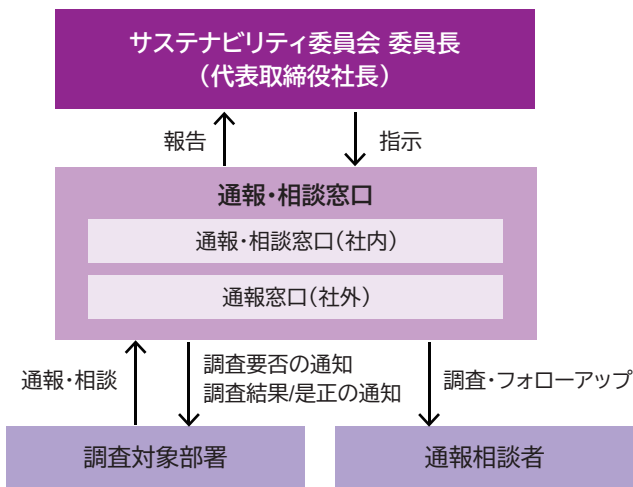 サステナビリティ委員会 委員長
（代表取締役社長）
報告
指示
通報・相談窓口
通報・相談窓口（社内）
通報窓口（社外）
通報・相談
調査要否の通知
調査結果/是正の通知
調査・フォローアップ
調査対象部署
通報相談者